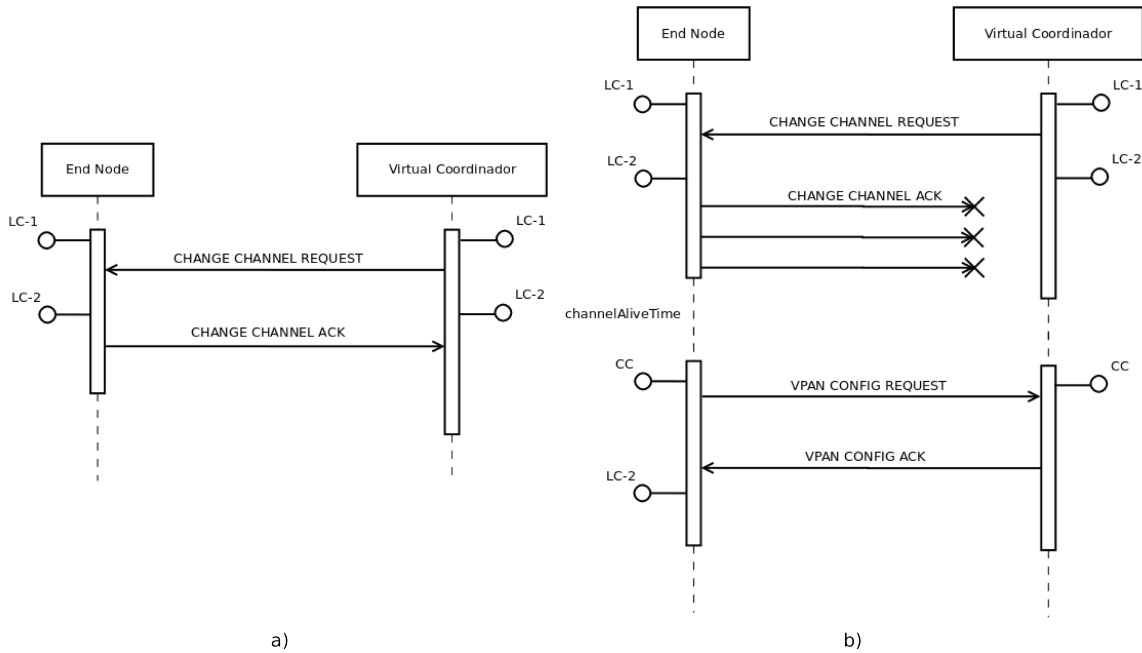 End Node
Virtual Coordinador
LC-1
LC-1
CHANGE CHANNEL REQUEST
LC-2
LC-2
CHANGE CHANNEL ACK
a)
End Node
Virtual Coordinador
LC-1
LC-1
CHANGE CHANNEL REQUEST
LC-2
LC-2
CHANGE CHANNEL ACK
channelAliveTime
CC
CC
VPAN CONFIG REQUEST
VPAN CONFIG ACK
LC-2
b)